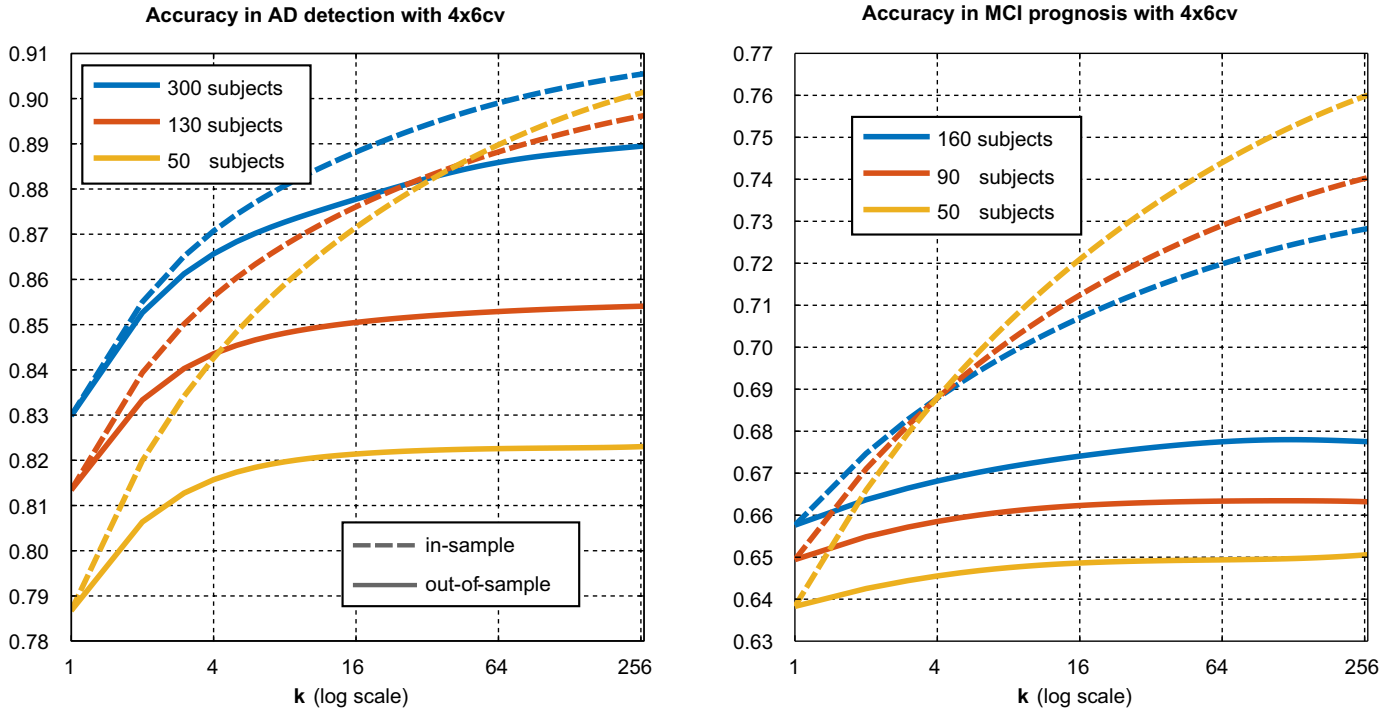 Accuracy in AD detection with 4x6cv
0.91
0.90
0.89
0.88
0.87
0.86
0.85
0.84
0.83
0.82
0.81
0.80
0.79
0.78
300 subjects
130 subjects
50 subjects
in-sample
out-of-sample
1 4 16 64 256
k (log scale)
Accuracy in MCI prognosis with 4x6cv
0.77
0.76
0.75
0.74
0.73
0.72
0.71
0.70
0.69
0.68
0.67
0.66
0.65
0.64
0.63
160 subjects
90 subjects
50 subjects
1 4 16 64 256
k (log scale)